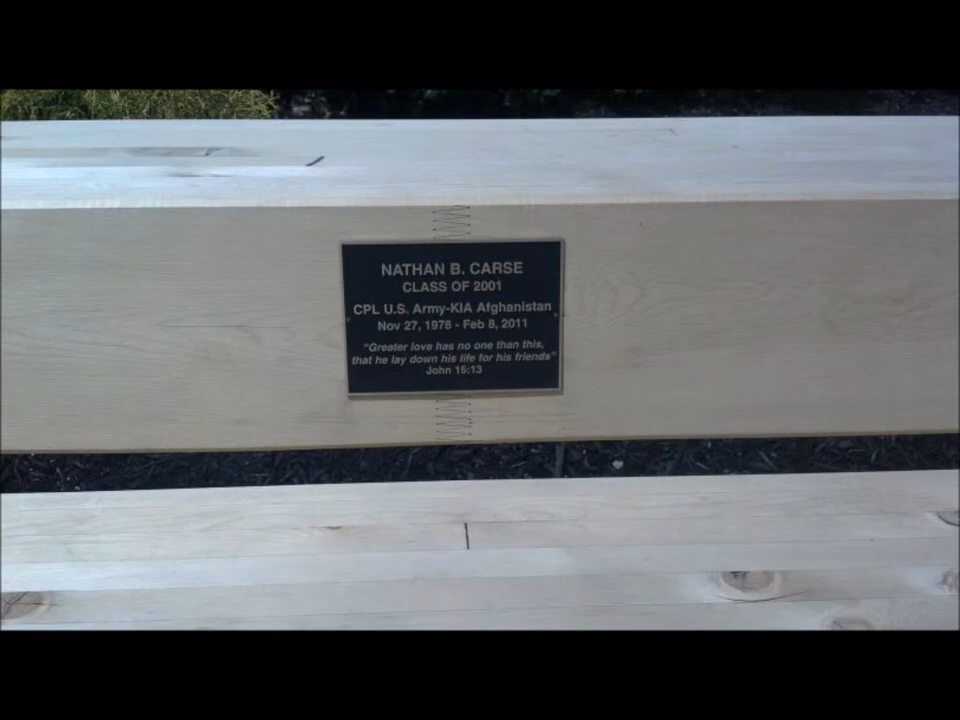 NATHAN B. CARSE
CLASS OF 2001
CPL U.S. Army-KIA Afghanistan
Nov 27, 1978 - Feb 8, 2011
"Greater love has no one than this,
that he lay down his life for his friends"
John 15:13